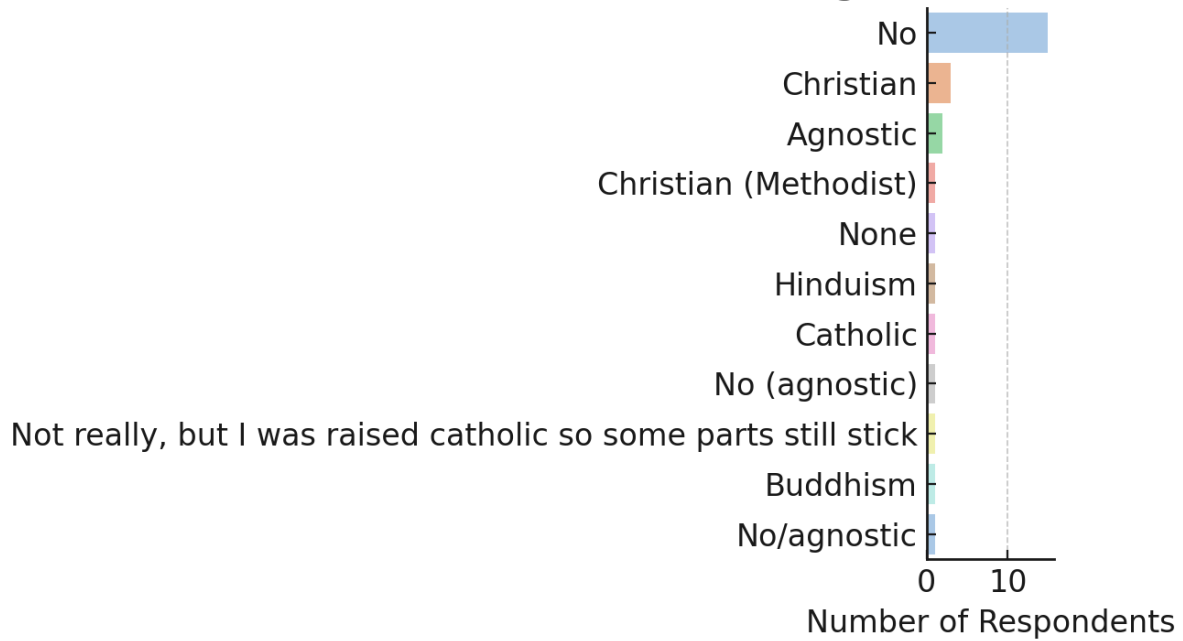 No
Christian
Agnostic
Christian (Methodist)
None
Hinduism
Catholic
No (agnostic)
Not really, but I was raised catholic so some parts still stick
Buddhism
No/agnostic
0 10
Number of Respondents